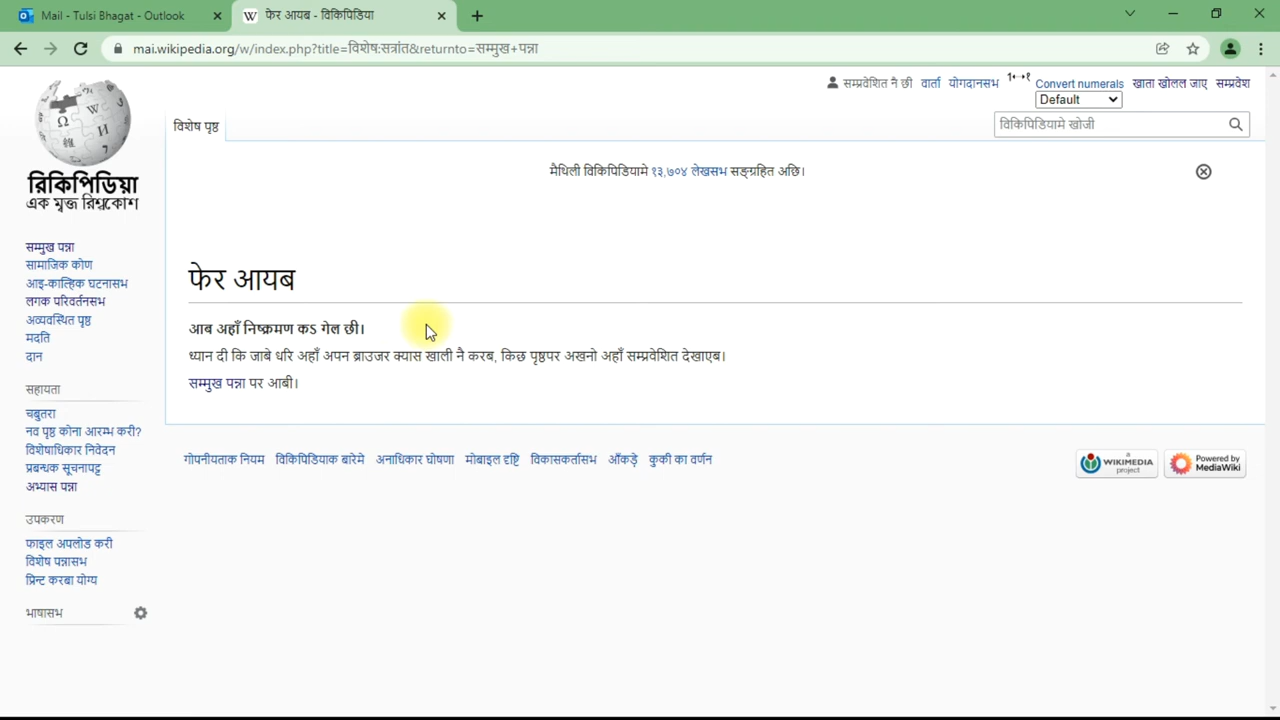 Mail - Tulsi Bhagat - Outlook
फेर आयब - विकिपिडिया
mai.wikipedia.org/w/index.php?title=विशेष:सत्रांत&returnto=सम्मुख+पन्ना
सम्प्रवेशित नै छी वार्ता योगदानसभ 1↔१ Convert numerals खाता खोलल जाए सम्प्रवेश
Default
विशेष पृष्ठ
विकिपिडियामे खोजी
मैथिली विकिपिडियामे १३,७०४ लेखसभ सङ्ग्रहित अछि।
सम्मुख पन्ना
सामाजिक कोण
आइ-काल्हिक घटनासभ
लगक परिवर्तनसभ
अव्यवस्थित पृष्ठ
मदति
दान
सहायता
चबुतरा
नव पृष्ठ कोना आरम्भ करी?
विशेषाधिकार निवेदन
प्रबन्धक सूचनापट्ट
अभ्यास पन्ना
उपकरण
फाइल अपलोड करी
विशेष पन्नासभ
प्रिन्ट करबा योग्य
भाषासभ
फेर आयब
आब अहाँ निष्क्रमण कऽ गेल छी।
ध्यान दी कि जाबे धरि अहाँ अपन ब्राउजर क्यास खाली नै करब, किछ पृष्ठपर अखनो अहाँ सम्प्रवेशित देखाएब।
सम्मुख पन्ना पर आबी।
गोपनीयताक नियम विकिपिडियाक बारेमे अनाधिकार घोषणा मोबाइल दृष्टि विकासकर्तासभ आँकड़े कुकी का वर्णन
a WIKIMEDIA project
Powered by MediaWiki